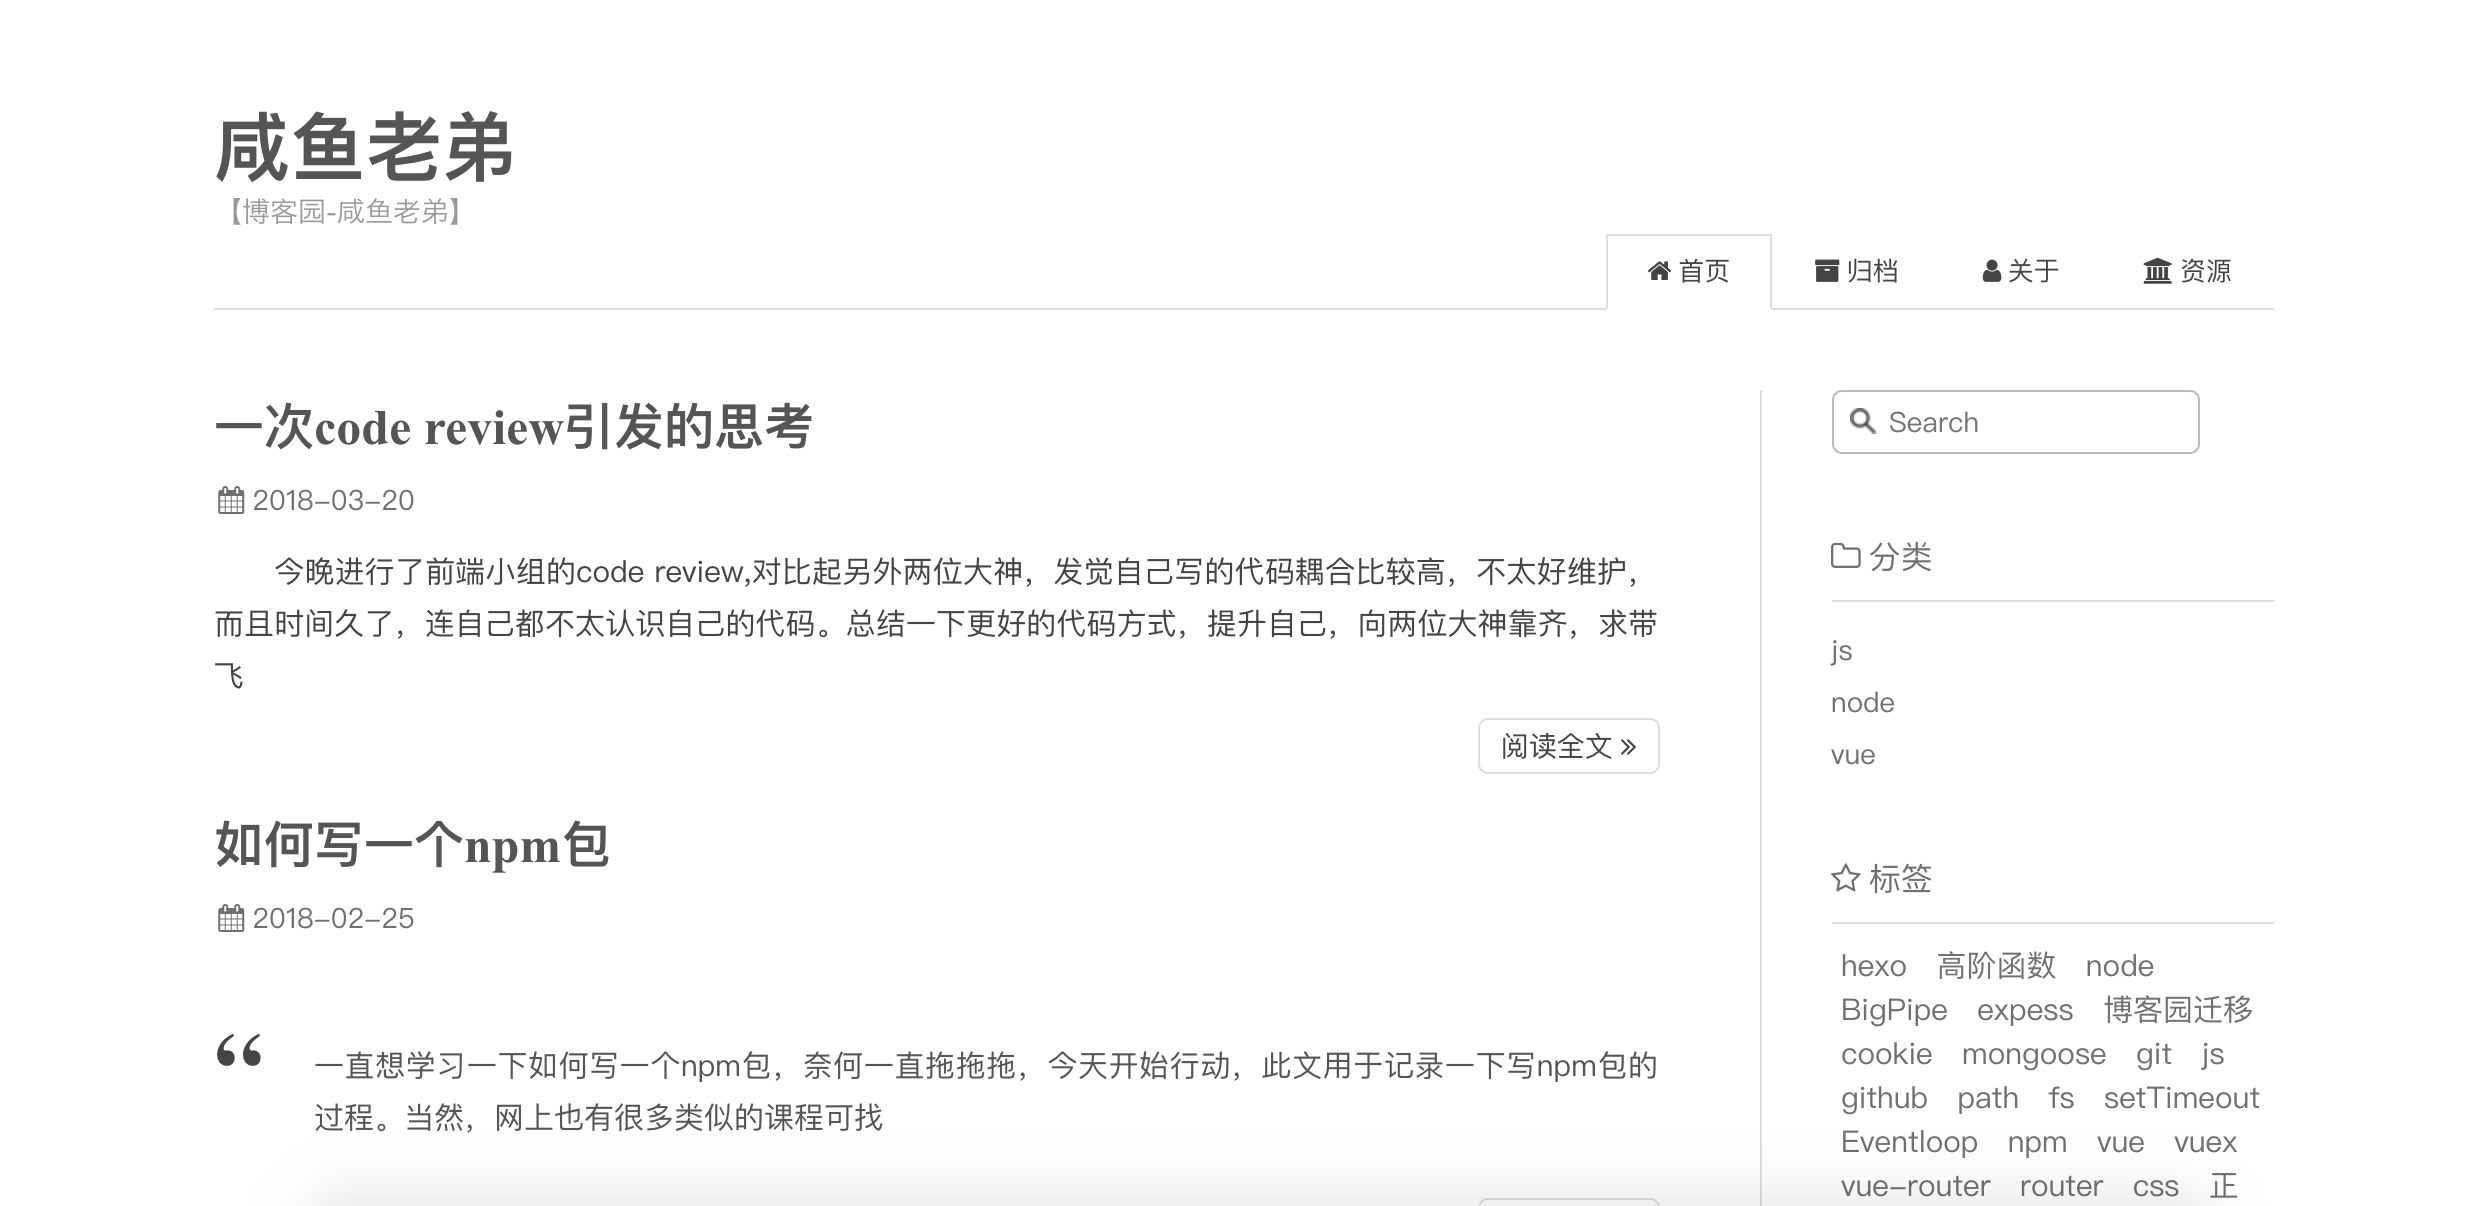 咸鱼老弟
【博客园-咸鱼老弟】
首页 归档 关于 资源
一次code review引发的思考
2018-03-20
今晚进行了前端小组的code review,对比起另外两位大神，发觉自己写的代码耦合比较高，不太好维护，
而且时间久了，连自己都不太认识自己的代码。总结一下更好的代码方式，提升自己，向两位大神靠齐，求带
飞
阅读全文 »
如何写一个npm包
2018-02-25
“
一直想学习一下如何写一个npm包，奈何一直拖拖拖，今天开始行动，此文用于记录一下写npm包的
过程。当然，网上也有很多类似的课程可找
Search
分类
js
node
vue
标签
hexo 高阶函数 node
BigPipe expess 博客园迁移
cookie mongoose git js
github path fs setTimeout
Eventloop npm vue vuex
vue-router router css 正